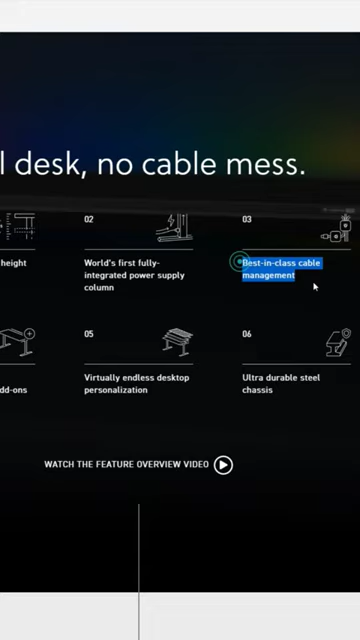 l desk, no cable mess.
02
03
height
World's first fully-
integrated power supply
column
Best-in-class cable
management
05
06
dd-ons
Virtually endless desktop
personalization
Ultra durable steel
chassis
WATCH THE FEATURE OVERVIEW VIDEO